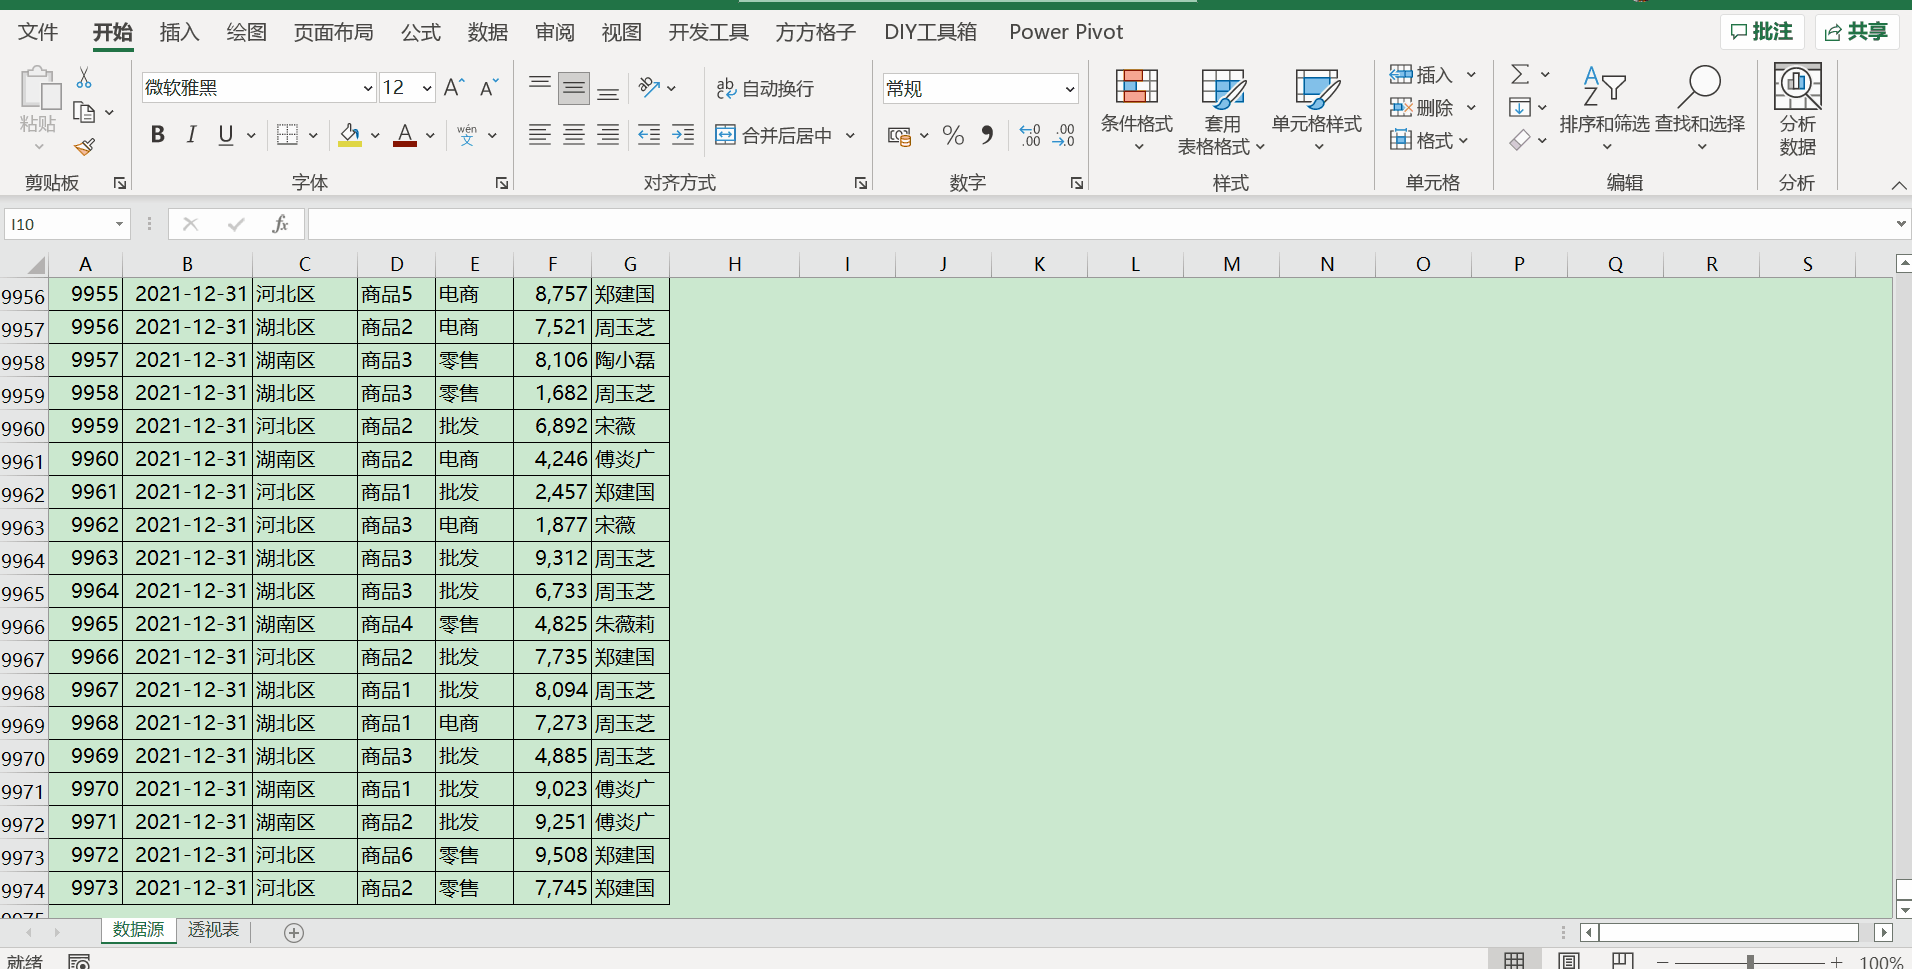 文件 开始 插入 绘图 页面布局 公式 数据 审阅 视图 开发工具 方方格子 DIY工具箱 Power Pivot 批注 共享
微软雅黑 12 A A ab 自动换行 常规 插入
粘贴 B I U A wén 文 合并后居中 % 条件格式 套用 表格格式 单元格样式 删除 格式 排序和筛选 查找和选择 分析 数据
剪贴板 字体 对齐方式 数字 样式 单元格 编辑 分析
I10 fx
A B C D E F G H I J K L M N O P Q R S
9956 9955 2021-12-31 河北区 商品5 电商 8,757 郑建国
9957 9956 2021-12-31 湖北区 商品2 电商 7,521 周玉芝
9958 9957 2021-12-31 湖南区 商品3 零售 8,106 陶小磊
9959 9958 2021-12-31 湖北区 商品3 零售 1,682 周玉芝
9960 9959 2021-12-31 河北区 商品2 批发 6,892 宋薇
9961 9960 2021-12-31 湖南区 商品2 电商 4,246 傅炎广
9962 9961 2021-12-31 河北区 商品1 批发 2,457 郑建国
9963 9962 2021-12-31 河北区 商品3 电商 1,877 宋薇
9964 9963 2021-12-31 湖北区 商品3 批发 9,312 周玉芝
9965 9964 2021-12-31 湖北区 商品3 批发 6,733 周玉芝
9966 9965 2021-12-31 湖南区 商品4 零售 4,825 朱薇莉
9967 9966 2021-12-31 河北区 商品2 批发 7,735 郑建国
9968 9967 2021-12-31 湖北区 商品1 批发 8,094 周玉芝
9969 9968 2021-12-31 湖北区 商品1 电商 7,273 周玉芝
9970 9969 2021-12-31 湖北区 商品3 批发 4,885 周玉芝
9971 9970 2021-12-31 湖南区 商品1 批发 9,023 傅炎广
9972 9971 2021-12-31 湖南区 商品2 批发 9,251 傅炎广
9973 9972 2021-12-31 河北区 商品6 零售 9,508 郑建国
9974 9973 2021-12-31 河北区 商品2 零售 7,745 郑建国
9975
数据源 透视表
就绪 100%